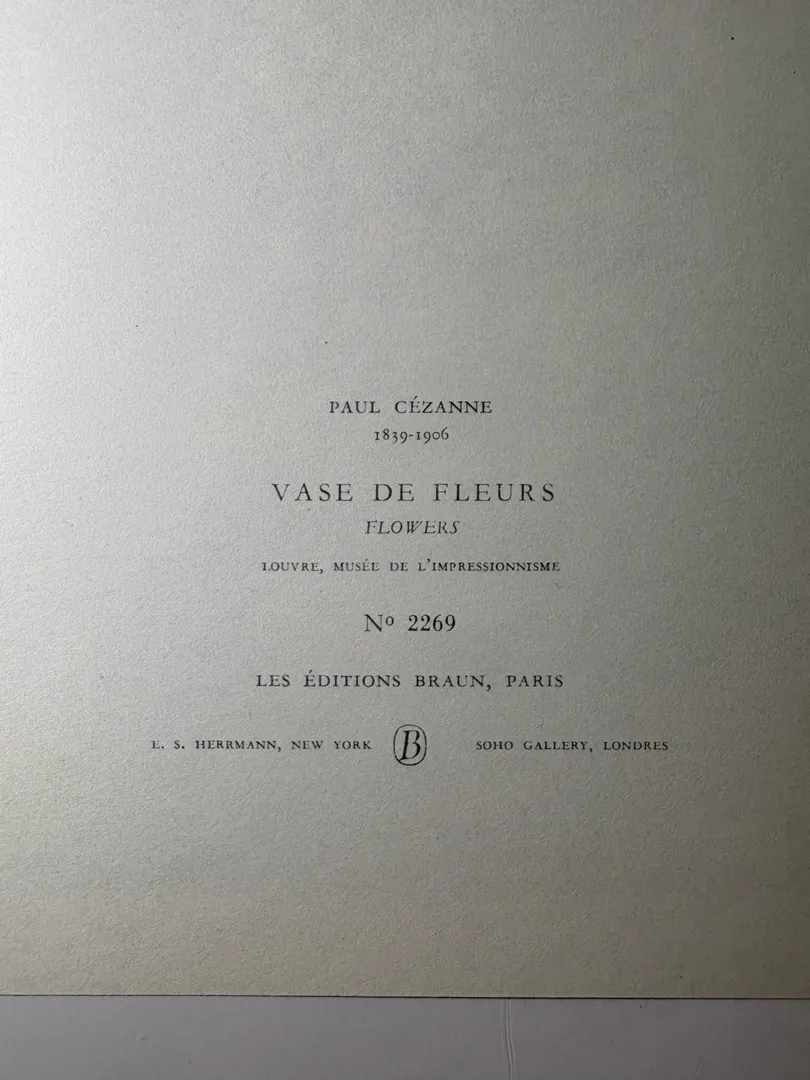 PAUL CÉZANNE
1839-1906
VASE DE FLEURS
FLOWERS
LOUVRE, MUSÉE DE L'IMPRESSIONNISME
Nº 2269
LES ÉDITIONS BRAUN, PARIS
E. S. HERRMANN, NEW YORK B SOHO GALLERY, LONDRES